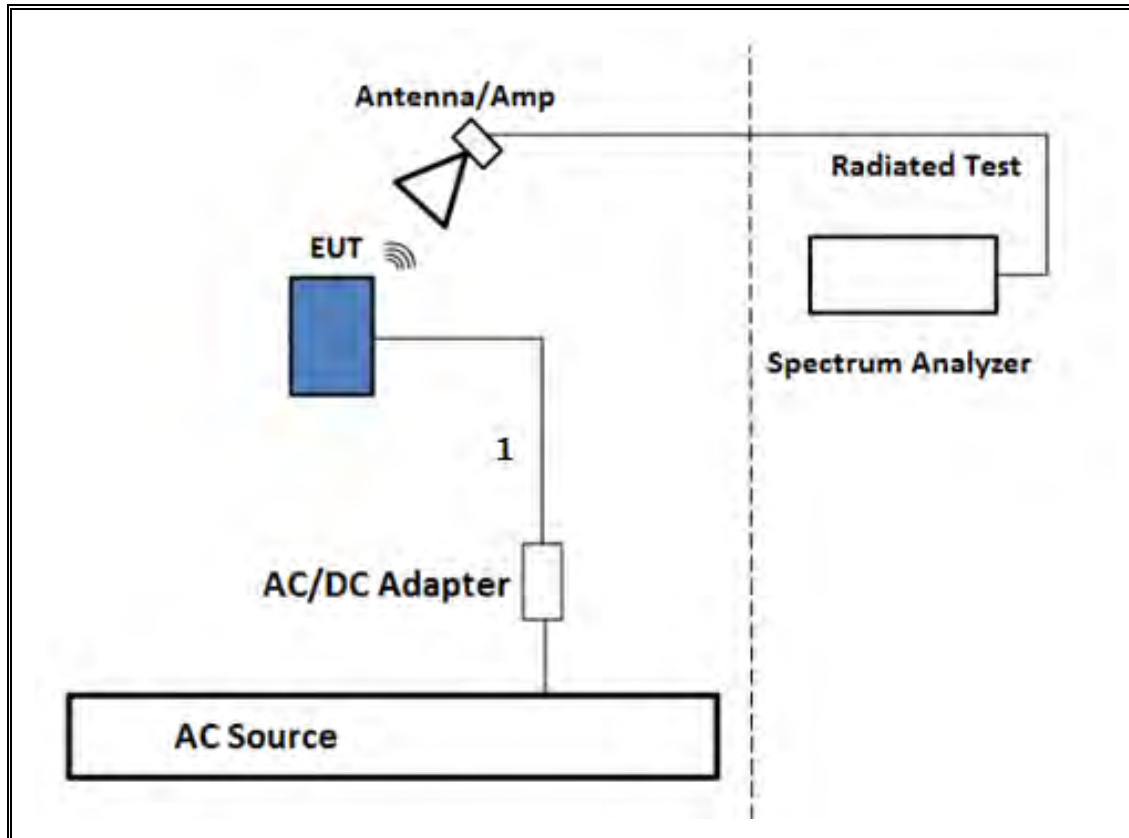 Antenna/Amp
Radiated Test
EUT
Spectrum Analyzer
1
AC/DC Adapter
AC Source